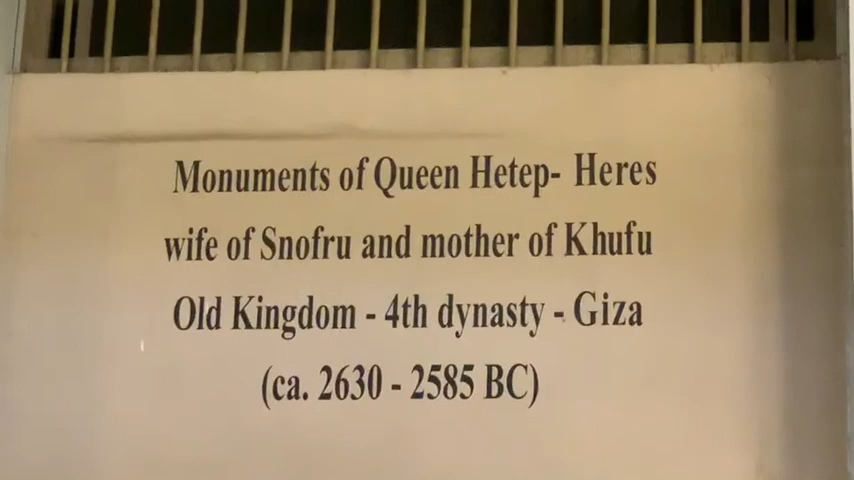 Monuments of Queen Hetep- Heres
wife of Snofru and mother of Khufu
Old Kingdom - 4th dynasty - Giza
(ca. 2630 - 2585 BC)